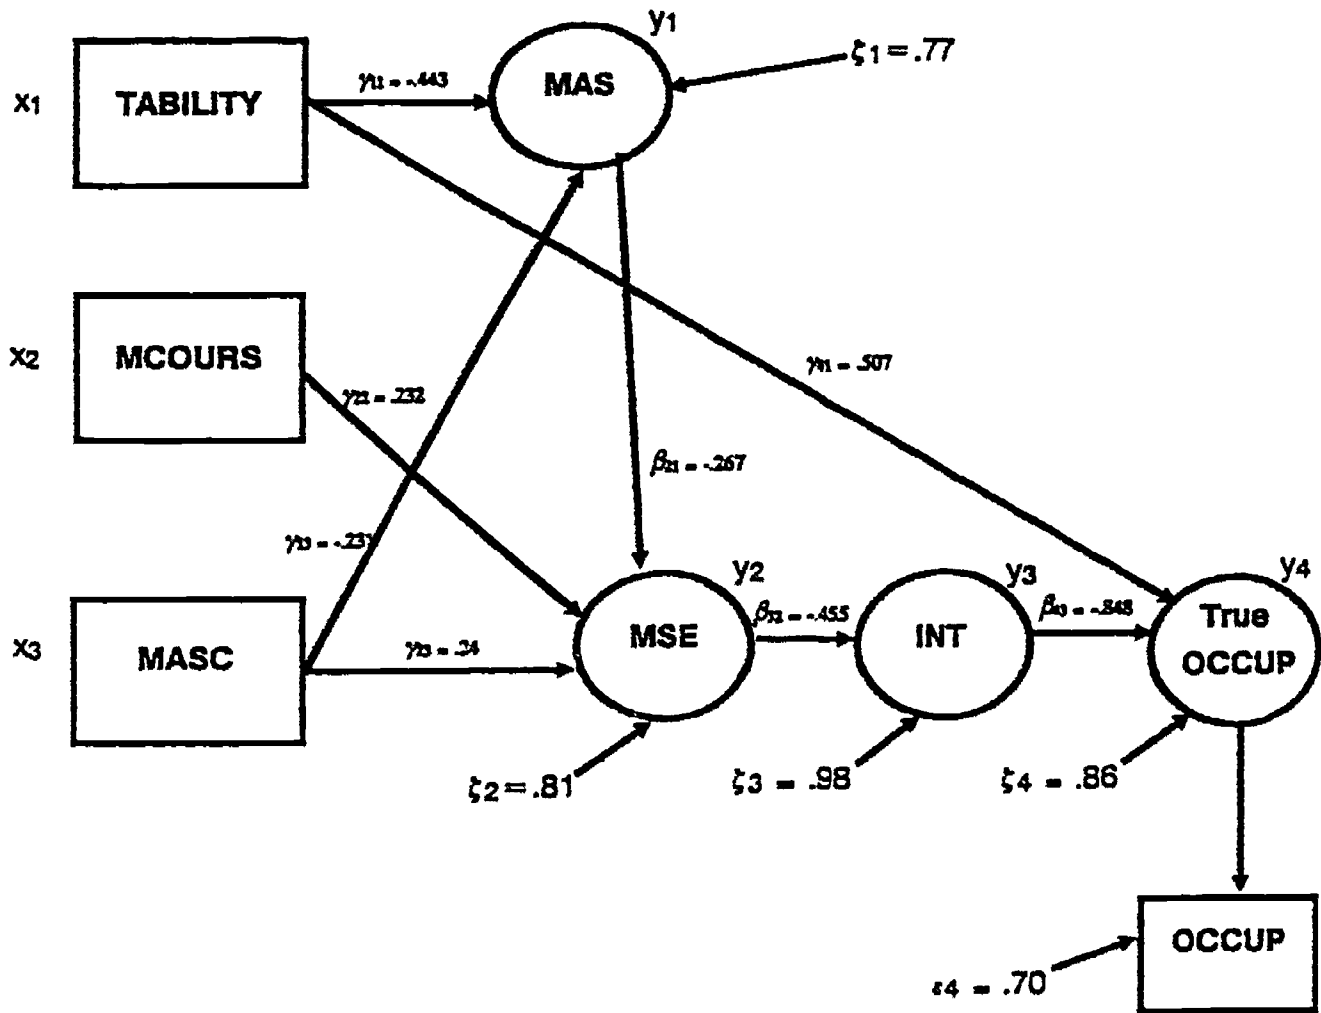 y1
ζ1 = .77
x1
TABILITY
γ11 = -.443
MAS
x2
MCOURS
γ41 = .507
γ22 = .232
β21 = -.267
γ13 = -.231
x3
MASC
γ23 = .24
y2
MSE
β32 = -.455
y3
INT
β43 = -.848
y4
True
OCCUP
ζ2 = .81
ζ3 = .98
ζ4 = .86
OCCUP
ε4 = .70